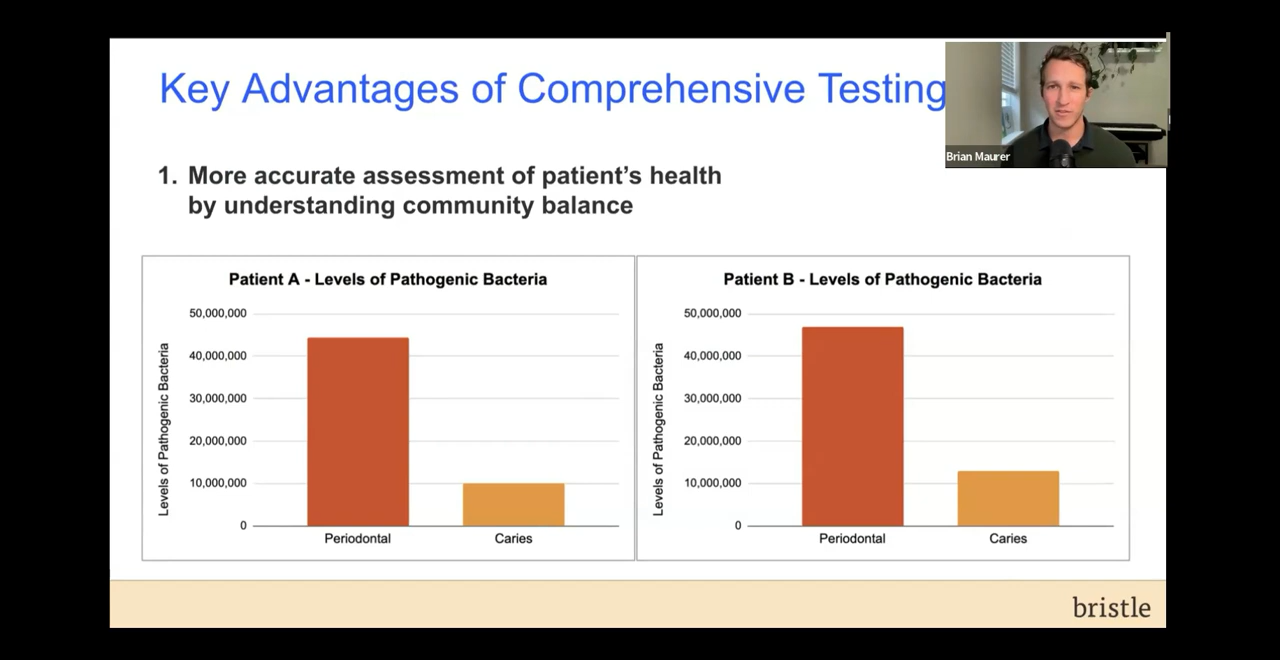 Key Advantages of Comprehensive Testing
Brian Maurer
1. More accurate assessment of patient's health
by understanding community balance
Patient A - Levels of Pathogenic Bacteria
Levels of Pathogenic Bacteria
50,000,000
40,000,000
30,000,000
20,000,000
10,000,000
0
Periodontal
Caries
Patient B - Levels of Pathogenic Bacteria
Levels of Pathogenic Bacteria
50,000,000
40,000,000
30,000,000
20,000,000
10,000,000
0
Periodontal
Caries
bristle